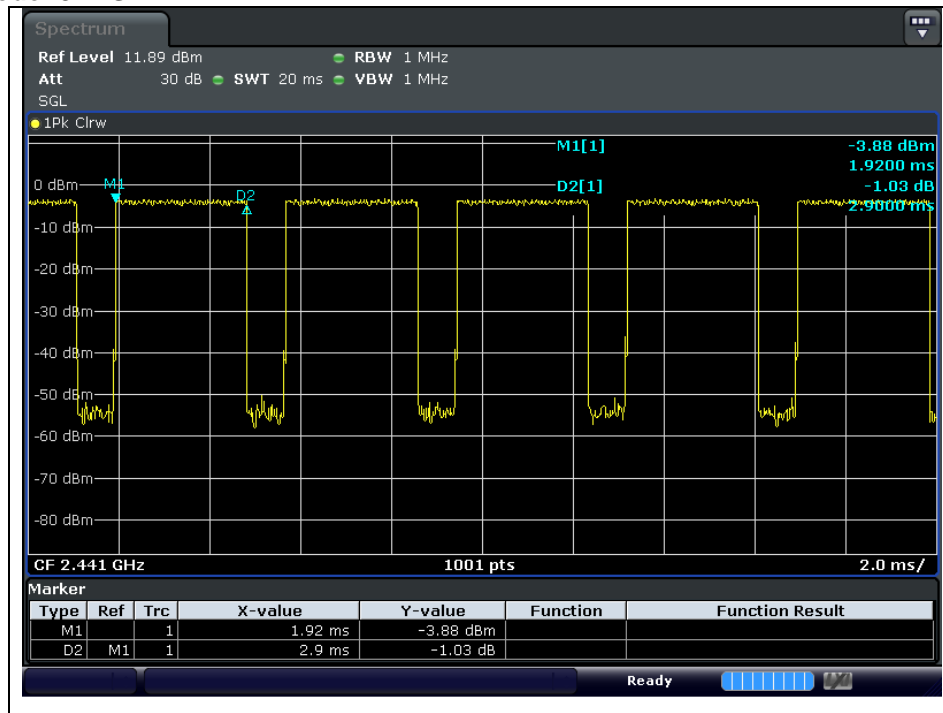 Spectrum
Ref Level 11.89 dBm RBW 1 MHz
Att 30 dB SWT 20 ms VBW 1 MHz
SGL
1Pk Clrw
M1[1] -3.88 dBm
1.9200 ms
0 dBm M1 D2 D2[1] -1.03 dB
2.9000 ms
-10 dBm
-20 dBm
-30 dBm
-40 dBm
-50 dBm
-60 dBm
-70 dBm
-80 dBm
CF 2.441 GHz 1001 pts 2.0 ms/
Marker
Type Ref Trc X-value Y-value Function Function Result
M1 1 1.92 ms -3.88 dBm
D2 M1 1 2.9 ms -1.03 dB
Ready